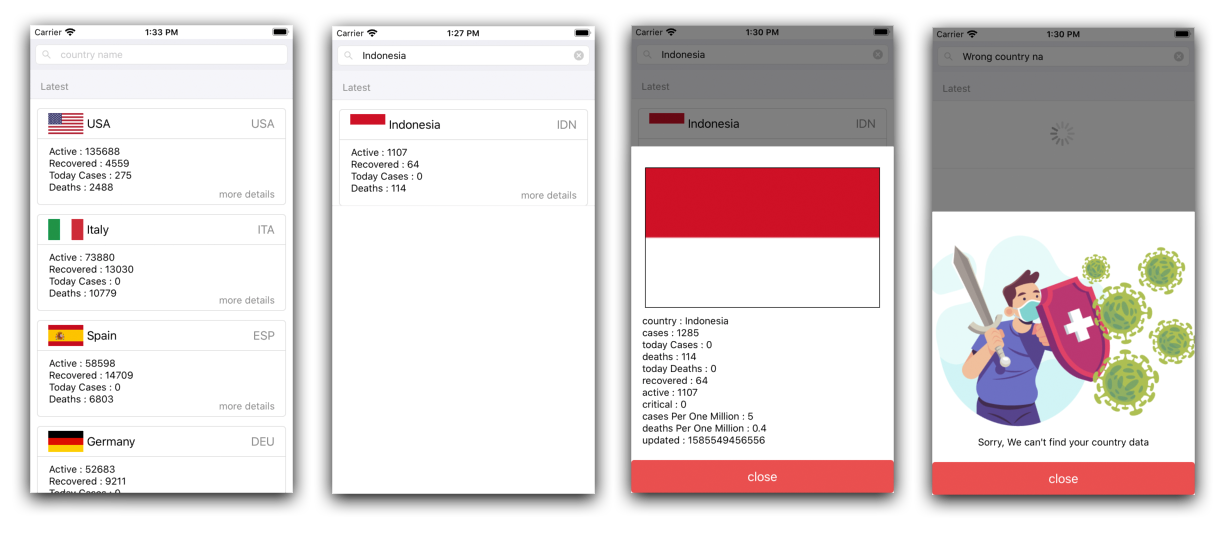 Carrier 1:33 PM
country name
Latest
USA USA
Active : 135688
Recovered : 4559
Today Cases : 275
Deaths : 2488
more details
Italy ITA
Active : 73880
Recovered : 13030
Today Cases : 0
Deaths : 10779
more details
Spain ESP
Active : 58598
Recovered : 14709
Today Cases : 0
Deaths : 6803
more details
Germany DEU
Active : 52683
Recovered : 9211
Today Cases : 0
Carrier 1:27 PM
Indonesia
Latest
Indonesia IDN
Active : 1107
Recovered : 64
Today Cases : 0
Deaths : 114
more details
Carrier 1:30 PM
Indonesia
Latest
Indonesia IDN
country : Indonesia
cases : 1285
today Cases : 0
deaths : 114
today Deaths : 0
recovered : 64
active : 1107
critical : 0
cases Per One Million : 5
deaths Per One Million : 0.4
updated : 1585549456556
close
Carrier 1:30 PM
Wrong country na
Latest
Sorry, We can't find your country data
close